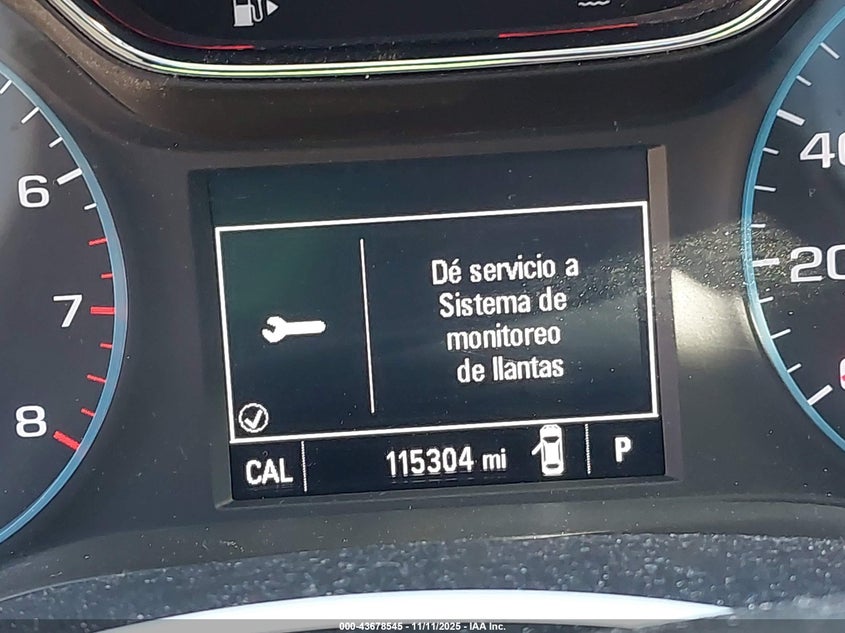 6
7
8
40
20
Dé servicio a
Sistema de
monitoreo
de llantas
CAL 115304 mi P
000-43678545 - 11/11/2025 - IAA Inc.